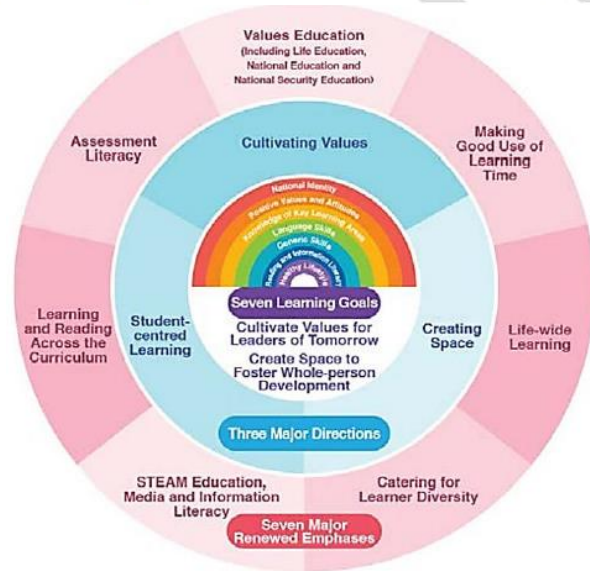 Values Education
(Including Life Education,
National Education and
National Security Education)
Assessment
Literacy
Cultivating Values
Making
Good Use of
Learning
Time
National Identity
Positive Values and Attitudes
Knowledge of Key Learning Areas
Language Skills
Generic Skills
Reading and Information Literacy
Healthy Lifestyle
Seven Learning Goals
Cultivate Values for
Leaders of Tomorrow
Create Space to
Foster Whole-person
Development
Learning
and Reading
Across the
Curriculum
Student-
centred
Learning
Creating
Space
Life-wide
Learning
Three Major Directions
STEAM Education,
Media and Information
Literacy
Catering for
Learner Diversity
Seven Major
Renewed Emphases